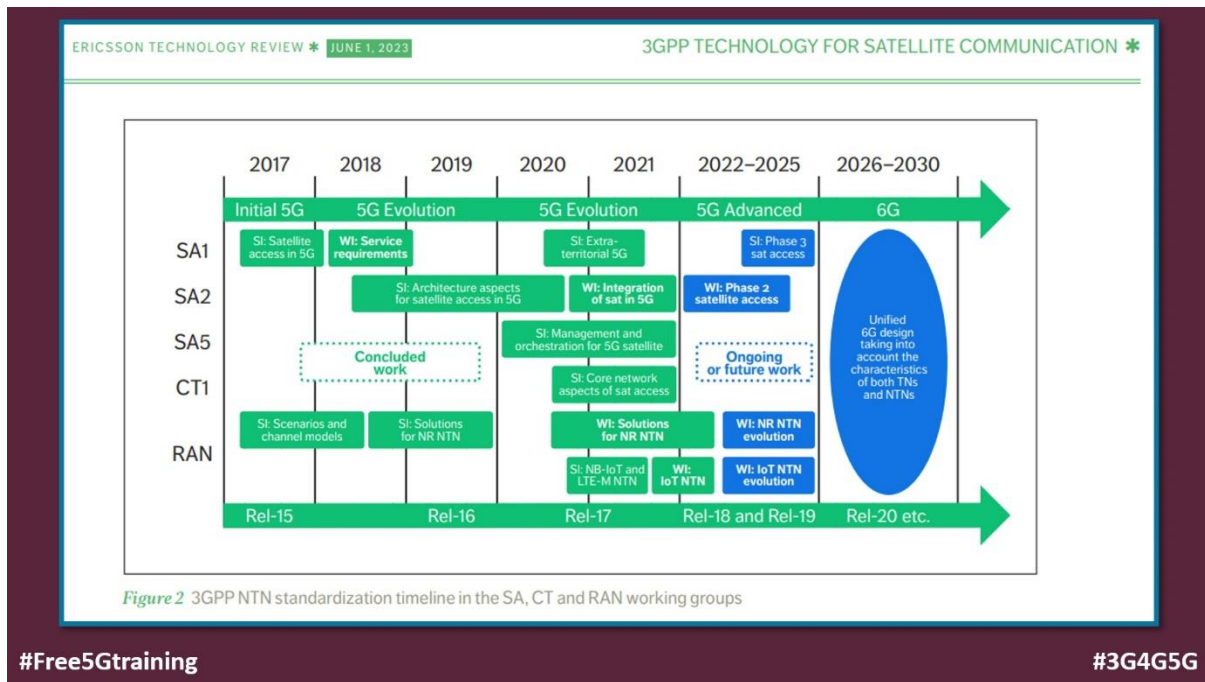 ERICSSON TECHNOLOGY REVIEW ✱ JUNE 1, 2023
3GPP TECHNOLOGY FOR SATELLITE COMMUNICATION ✱
2017 2018 2019 2020 2021 2022–2025 2026–2030
Initial 5G 5G Evolution 5G Evolution 5G Advanced 6G
SA1
SI: Satellite
access in 5G
WI: Service
requirements
SI: Extra-
territorial 5G
SI: Phase 3
sat access
SA2
SI: Architecture aspects
for satellite access in 5G
WI: Integration
of sat in 5G
WI: Phase 2
satellite access
SA5
SI: Management and
orchestration for 5G satellite
Concluded
work
Ongoing
or future work
CT1
SI: Core network
aspects of sat access
RAN
SI: Scenarios and
channel models
SI: Solutions
for NR NTN
WI: Solutions
for NR NTN
WI: NR NTN
evolution
SI: NB-IoT and
LTE-M NTN
WI:
IoT NTN
WI: IoT NTN
evolution
Unified
6G design
taking into
account the
characteristics
of both TNs
and NTNs
Rel-15 Rel-16 Rel-17 Rel-18 and Rel-19 Rel-20 etc.
Figure 2 3GPP NTN standardization timeline in the SA, CT and RAN working groups
#Free5Gtraining
#3G4G5G